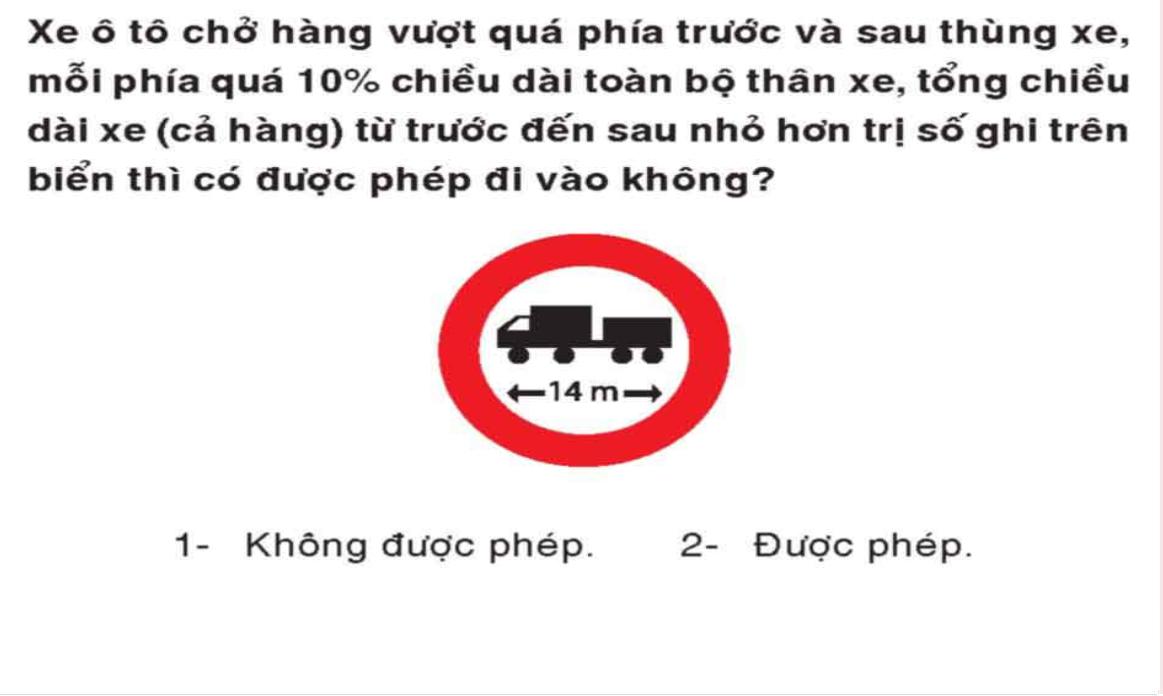 Xe ô tô chở hàng vượt quá phía trước và sau thùng xe,
mỗi phía quá 10% chiều dài toàn bộ thân xe, tổng chiều
dài xe (cả hàng) từ trước đến sau nhỏ hơn trị số ghi trên
biển thì có được phép đi vào không?
14 m
1- Không được phép. 2- Được phép.